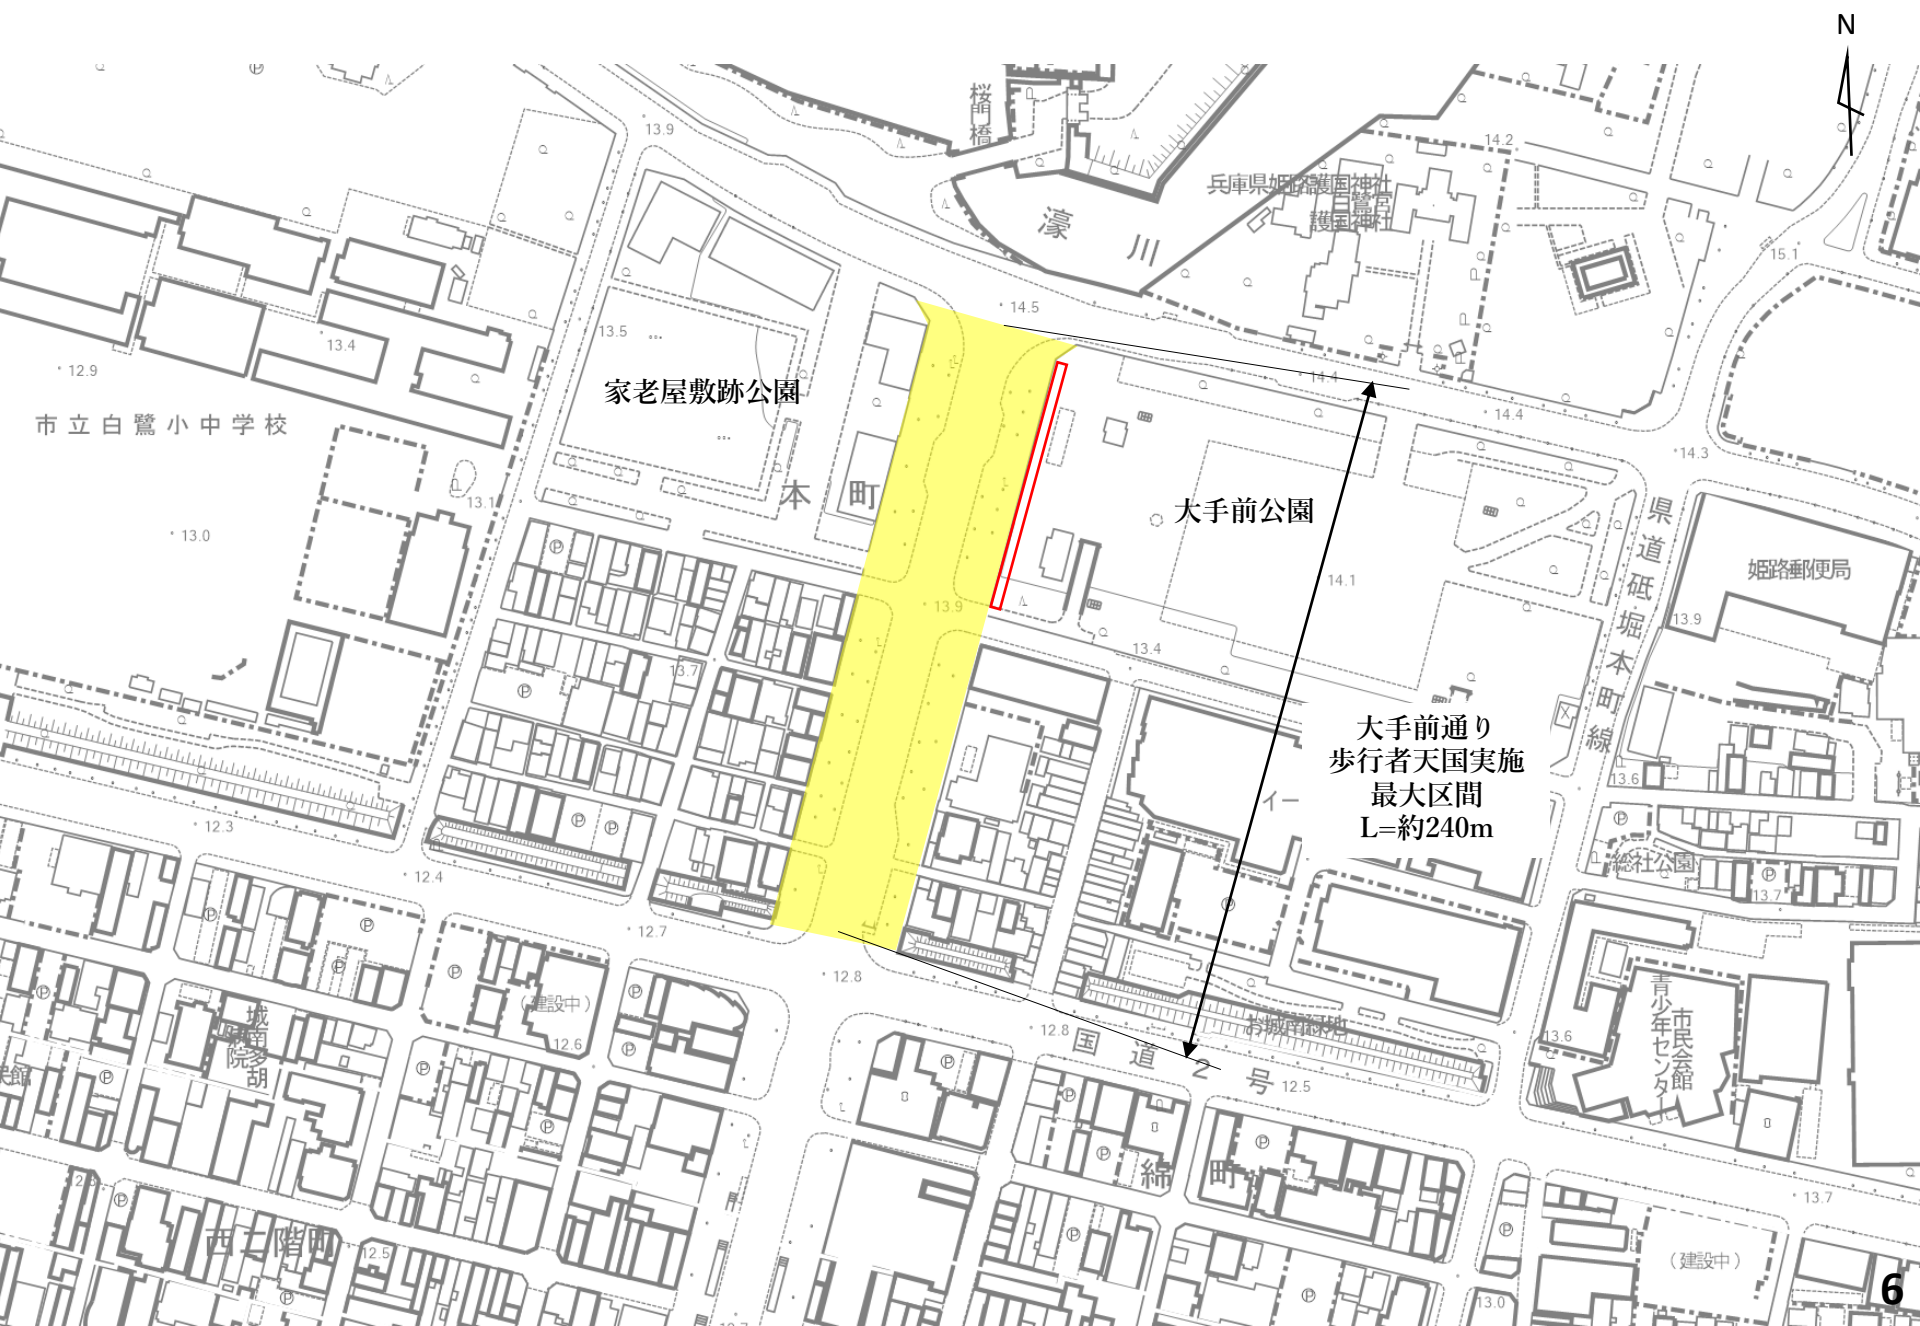 N
桜門橋
13.9
14.2
兵庫県姫路護国神社
白鷺宮
護国神社
濠川
15.1
14.5
13.5
13.4
12.9
14.4
14.4
家老屋敷跡公園
市立白鷺小中学校
14.3
13.1
本町
大手前公園
県道砥堀本町線
13.0
姫路郵便局
14.1
13.9
13.9
13.4
13.7
大手前通り
歩行者天国実施
最大区間
L=約240m
13.6
イー
12.3
総社公園
12.4
13.7
12.7
12.8
青少年センター
市民会館
(建設中)
12.8
お城南緑地
13.6
12.6
国道2号
12.5
綿町
13.7
西二階町
12.5
(建設中)
13.0
6